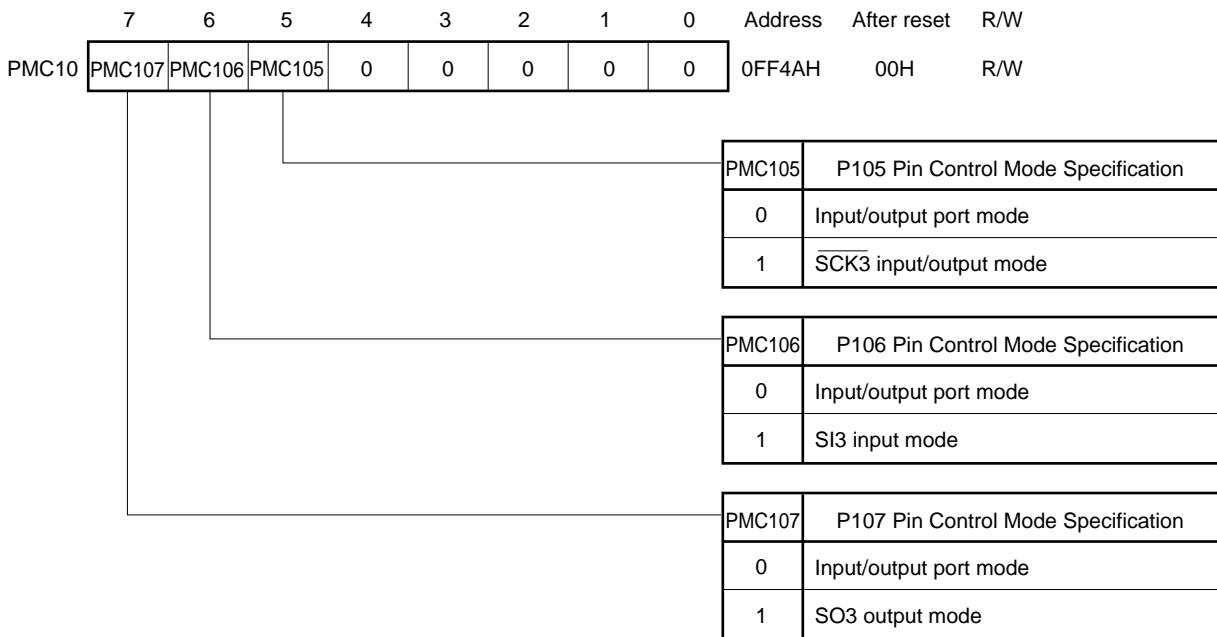 7 6 5 4 3 2 1 0 Address After reset R/W
PMC10 PMC107 PMC106 PMC105 0 0 0 0 0 0FF4AH 00H R/W
PMC105 P105 Pin Control Mode Specification
0 Input/output port mode
1 S̅C̅K̅3̅ input/output mode
PMC106 P106 Pin Control Mode Specification
0 Input/output port mode
1 SI3 input mode
PMC107 P107 Pin Control Mode Specification
0 Input/output port mode
1 SO3 output mode